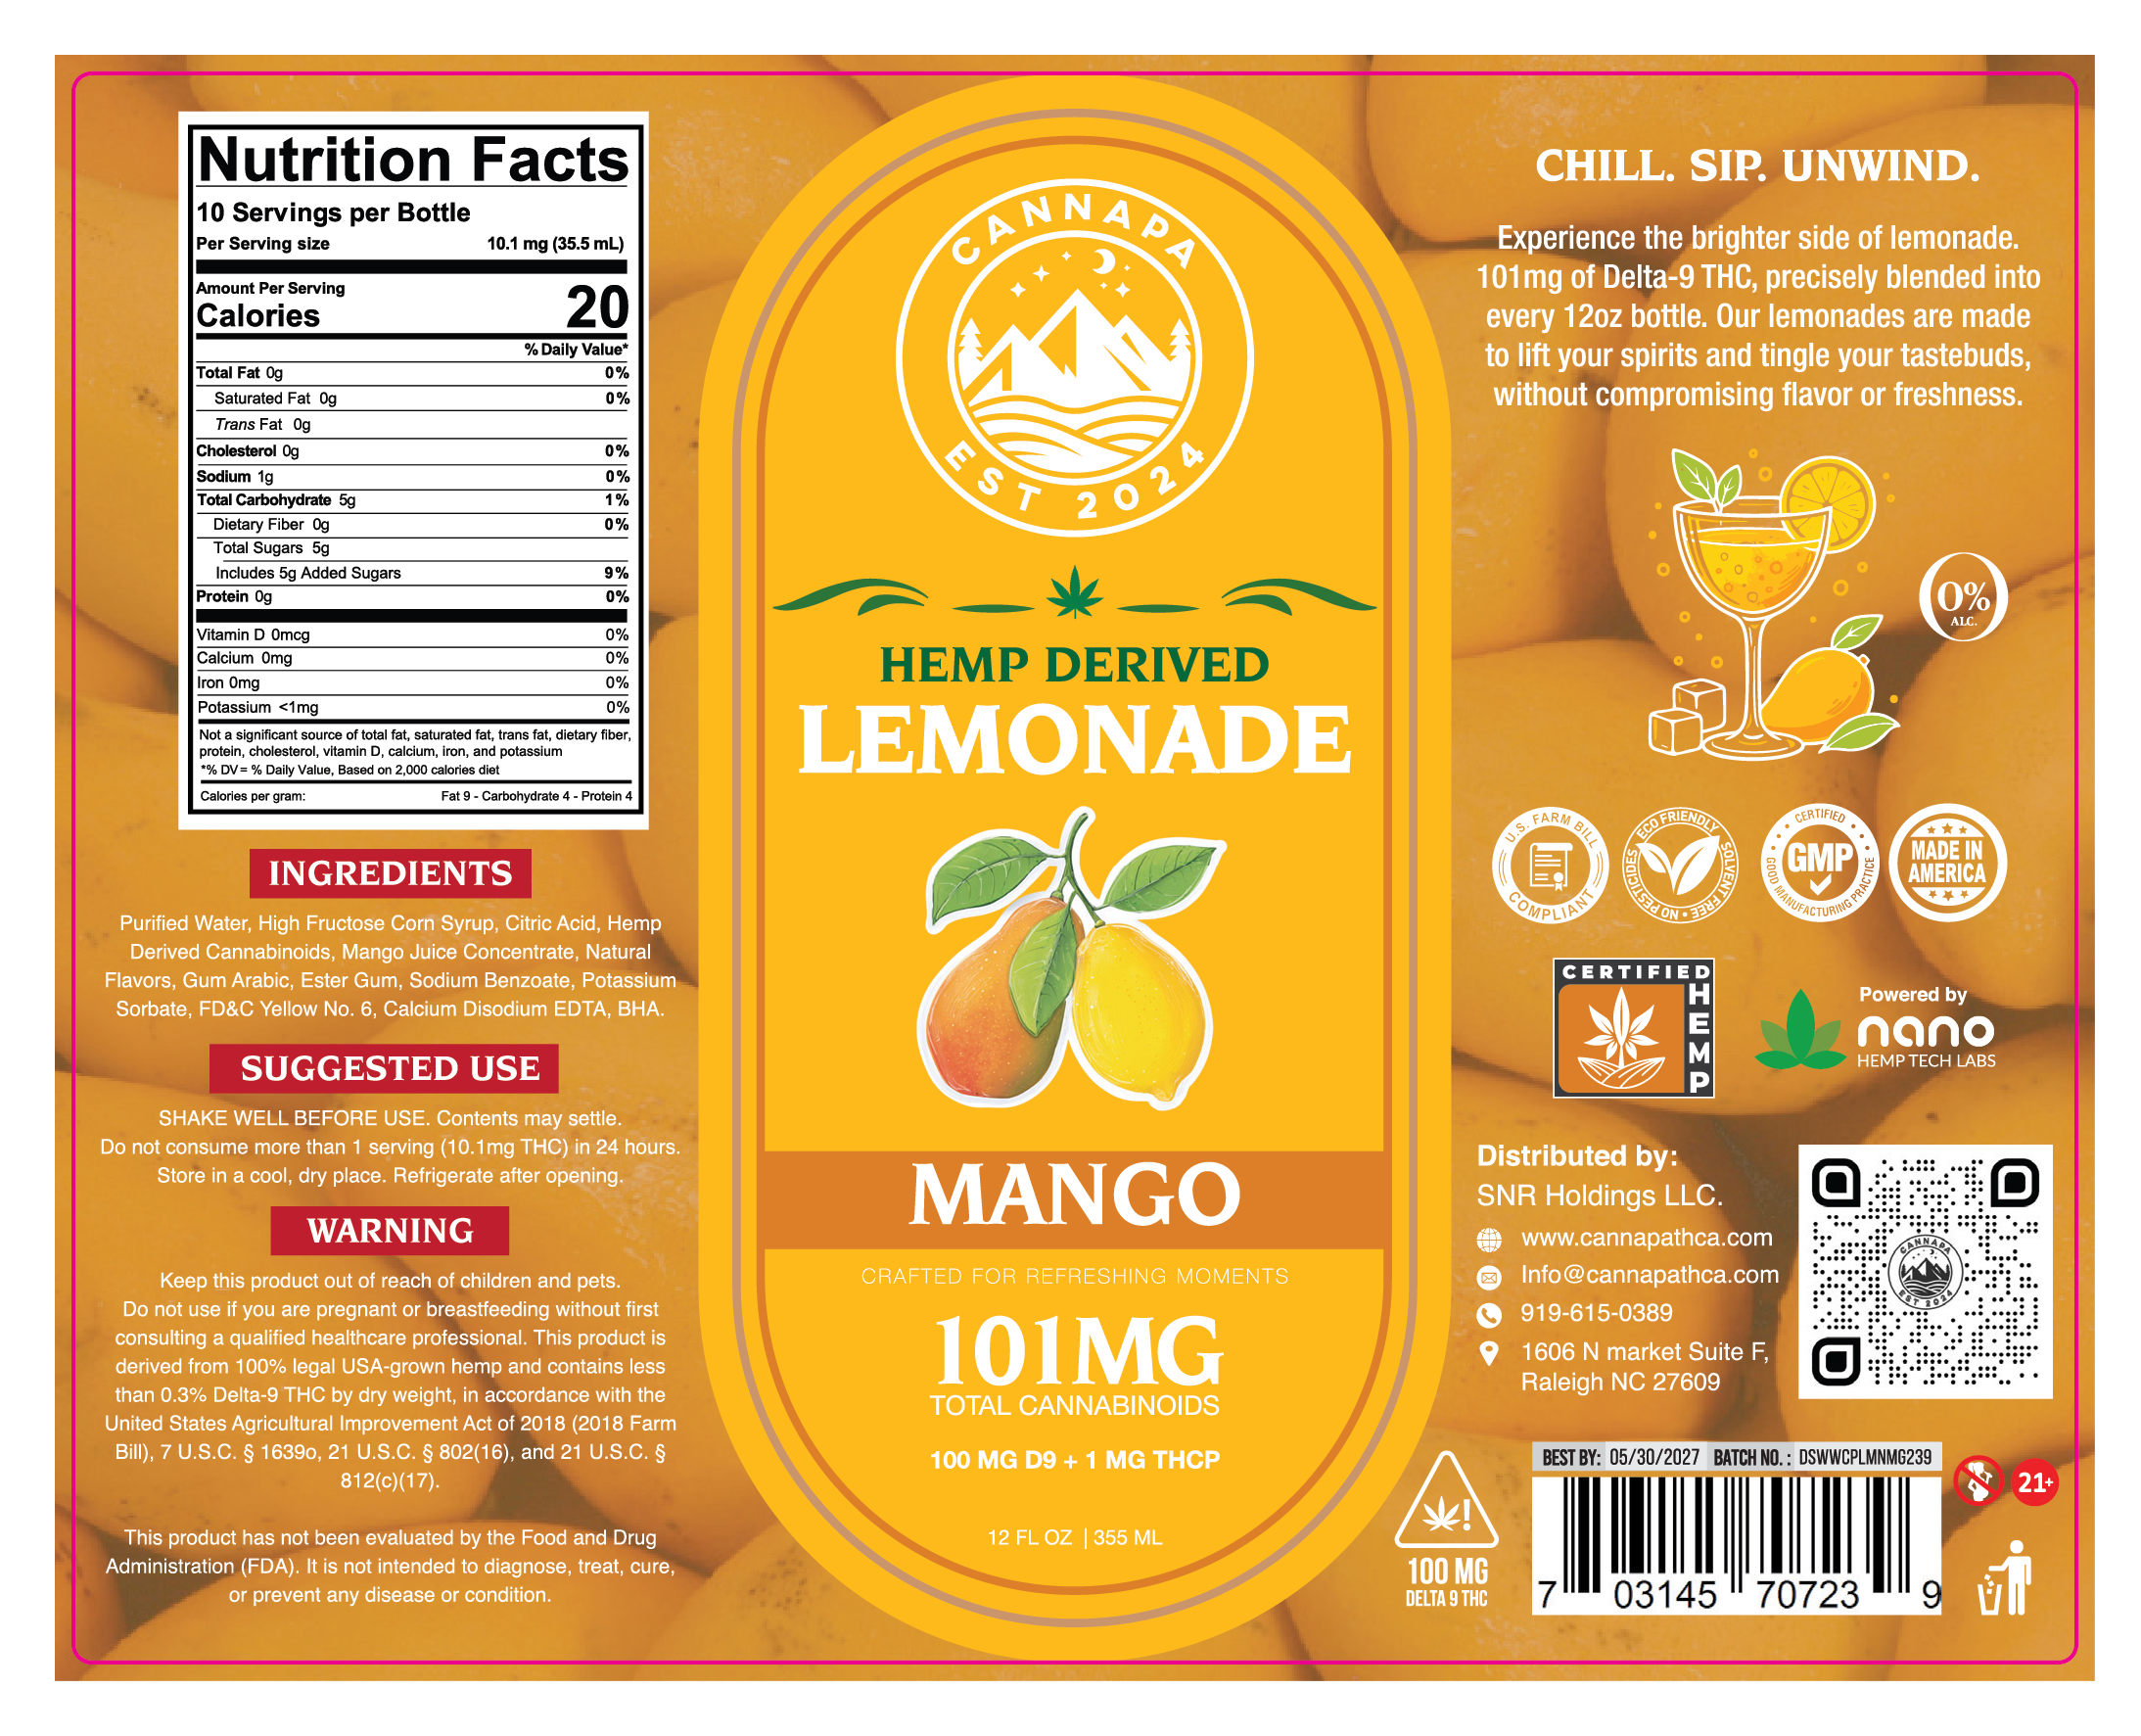 Nutrition Facts
10 Servings per Bottle
Per Serving size 10.1 mg (35.5 mL)
Amount Per Serving
Calories 20
% Daily Value*
Total Fat 0g 0%
Saturated Fat 0g 0%
Trans Fat 0g
Cholesterol 0g 0%
Sodium 1g 0%
Total Carbohydrate 5g 1%
Dietary Fiber 0g 0%
Total Sugars 5g
Includes 5g Added Sugars 9%
Protein 0g 0%
Vitamin D 0mcg 0%
Calcium 0mg 0%
Iron 0mg 0%
Potassium <1mg 0%
Not a significant source of total fat, saturated fat, trans fat, dietary fiber,
protein, cholesterol, vitamin D, calcium, iron, and potassium
*% DV = % Daily Value, Based on 2,000 calories diet
Calories per gram: Fat 9 - Carbohydrate 4 - Protein 4
INGREDIENTS
Purified Water, High Fructose Corn Syrup, Citric Acid, Hemp
Derived Cannabinoids, Mango Juice Concentrate, Natural
Flavors, Gum Arabic, Ester Gum, Sodium Benzoate, Potassium
Sorbate, FD&C Yellow No. 6, Calcium Disodium EDTA, BHA.
SUGGESTED USE
SHAKE WELL BEFORE USE. Contents may settle.
Do not consume more than 1 serving (10.1mg THC) in 24 hours.
Store in a cool, dry place. Refrigerate after opening.
WARNING
Keep this product out of reach of children and pets.
Do not use if you are pregnant or breastfeeding without first
consulting a qualified healthcare professional. This product is
derived from 100% legal USA-grown hemp and contains less
than 0.3% Delta-9 THC by dry weight, in accordance with the
United States Agricultural Improvement Act of 2018 (2018 Farm
Bill), 7 U.S.C. § 1639o, 21 U.S.C. § 802(16), and 21 U.S.C. §
812(c)(17).
This product has not been evaluated by the Food and Drug
Administration (FDA). It is not intended to diagnose, treat, cure,
or prevent any disease or condition.
CANNAPA
EST 2024
HEMP DERIVED
LEMONADE
MANGO
CRAFTED FOR REFRESHING MOMENTS
101MG
TOTAL CANNABINOIDS
100 MG D9 + 1 MG THCP
12 FL OZ | 355 ML
CHILL. SIP. UNWIND.
Experience the brighter side of lemonade.
101mg of Delta-9 THC, precisely blended into
every 12oz bottle. Our lemonades are made
to lift your spirits and tingle your tastebuds,
without compromising flavor or freshness.
0%
ALC.
U.S. FARM BILL
COMPLIANT
ECO FRIENDLY
SOLVENT FREE • NO PESTICIDES
CERTIFIED
GMP
GOOD MANUFACTURING PRACTICE
MADE IN
AMERICA
CERTIFIED
HEMP
Powered by
nano
HEMP TECH LABS
Distributed by:
SNR Holdings LLC.
www.cannapathca.com
Info@cannapathca.com
919-615-0389
1606 N market Suite F,
Raleigh NC 27609
CANNAPA
EST 2024
BEST BY: 05/30/2027 BATCH NO. : DSWWCPLMNMG239
7 03145 70723 9
21+
!
100 MG
DELTA 9 THC